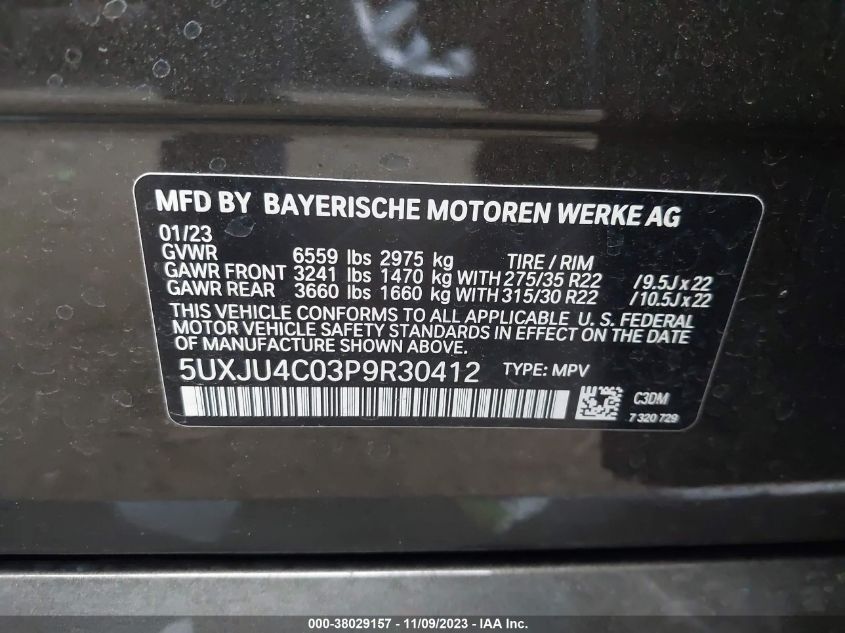 MFD BY BAYERISCHE MOTOREN WERKE AG
01/23
GVWR 6559 lbs 2975 kg TIRE / RIM
GAWR FRONT 3241 lbs 1470 kg WITH 275/35 R22 /9.5Jx22
GAWR REAR 3660 lbs 1660 kg WITH 315/30 R22 /10.5Jx22
THIS VEHICLE CONFORMS TO ALL APPLICABLE U. S. FEDERAL
MOTOR VEHICLE SAFETY STANDARDS IN EFFECT ON THE DATE
OF MANUFACTURE SHOWN ABOVE.
5UXJU4C03P9R30412 TYPE: MPV
C3DM
7 320 729
000-38029157 - 11/09/2023 - IAA Inc.